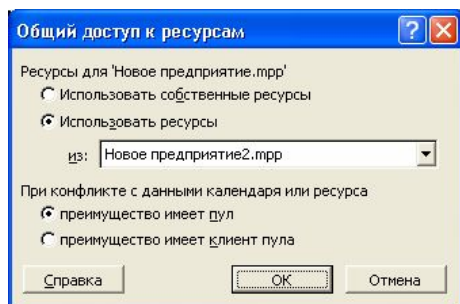 Общий доступ к ресурсам
Ресурсы для 'Новое предприятие.mpp'
Использовать собственные ресурсы
Использовать ресурсы
из: Новое предприятие2.mpp
При конфликте с данными календаря или ресурса
преимущество имеет пул
преимущество имеет клиент пула
Справка ОК Отмена